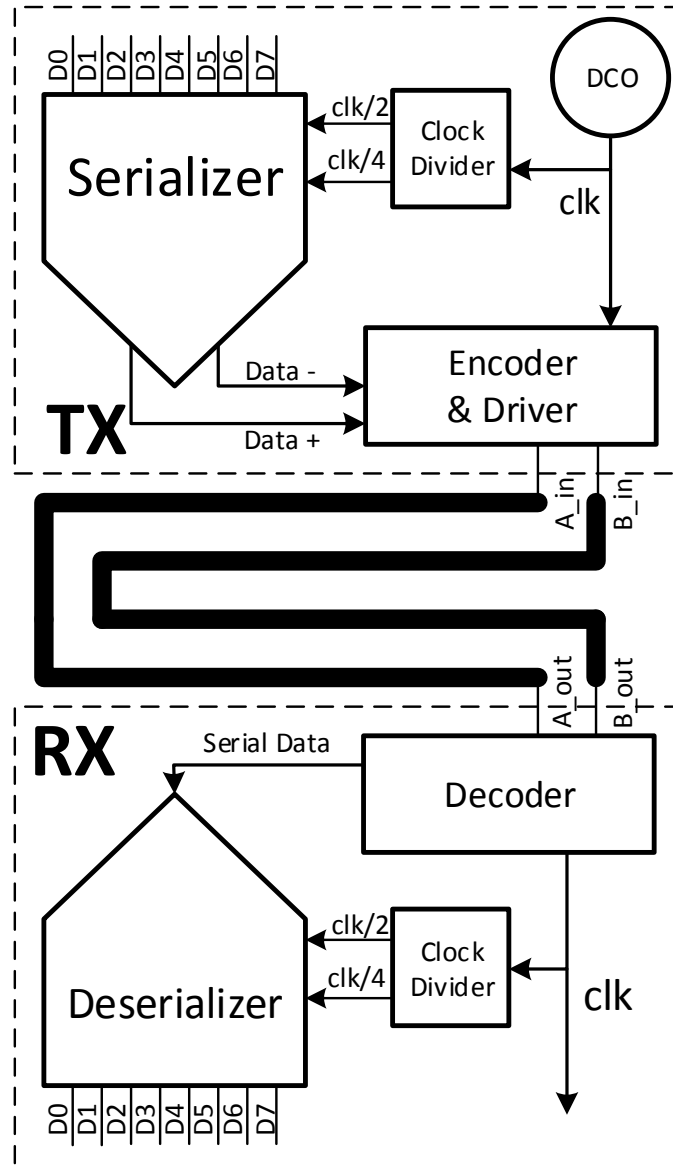 D0 D1 D2 D3 D4 D5 D6 D7
DCO
clk/2
Clock
Divider
clk/4
Serializer
clk
Encoder
& Driver
Data -
TX
Data +
A_in
B_in
A_out
B_out
RX
Serial Data
Decoder
clk/2
Clock
Divider
clk/4
Deserializer
clk
D0 D1 D2 D3 D4 D5 D6 D7